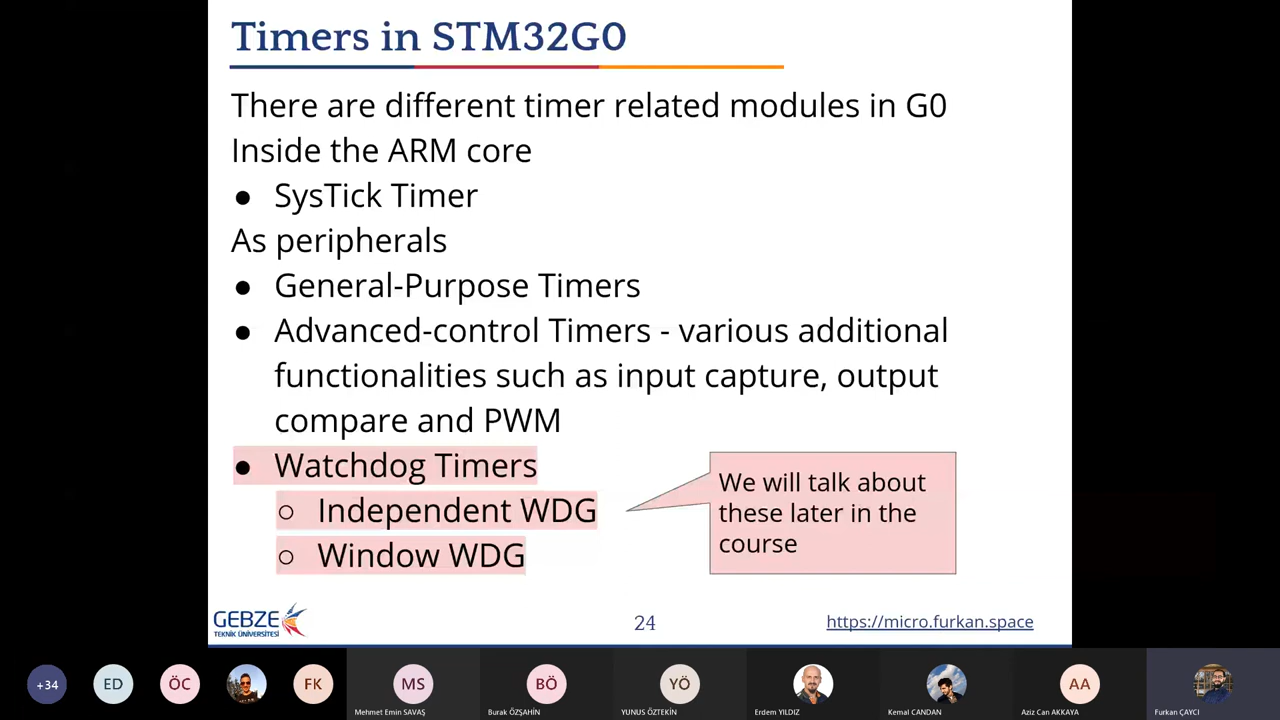 Timers in STM32G0
There are different timer related modules in G0
Inside the ARM core
● SysTick Timer
As peripherals
● General-Purpose Timers
● Advanced-control Timers - various additional
functionalities such as input capture, output
compare and PWM
● Watchdog Timers
○ Independent WDG
○ Window WDG
We will talk about
these later in the
course
GEBZE
TEKNİK ÜNİVERSİTESİ
24
https://micro.furkan.space
+34
ED
ÖC
FK
MS
BÖ
YÖ
AA
Mehmet Emin SAVAŞ
Burak ÖZŞAHİN
YUNUS ÖZTEKİN
Erdem YILDIZ
Kemal CANDAN
Aziz Can AKKAYA
Furkan ÇAYCI